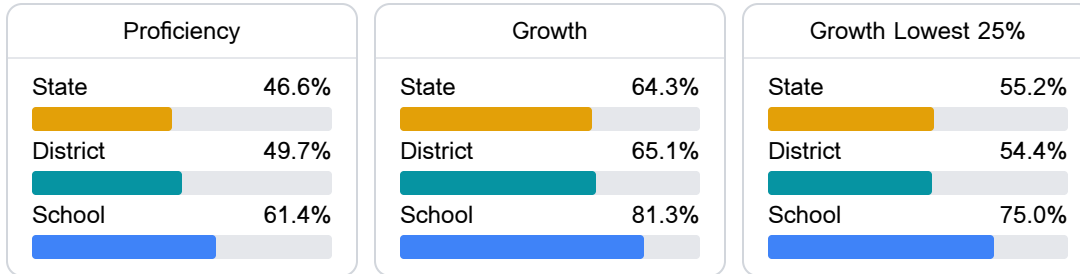 Proficiency
State 46.6%
District 49.7%
School 61.4%
Growth
State 64.3%
District 65.1%
School 81.3%
Growth Lowest 25%
State 55.2%
District 54.4%
School 75.0%